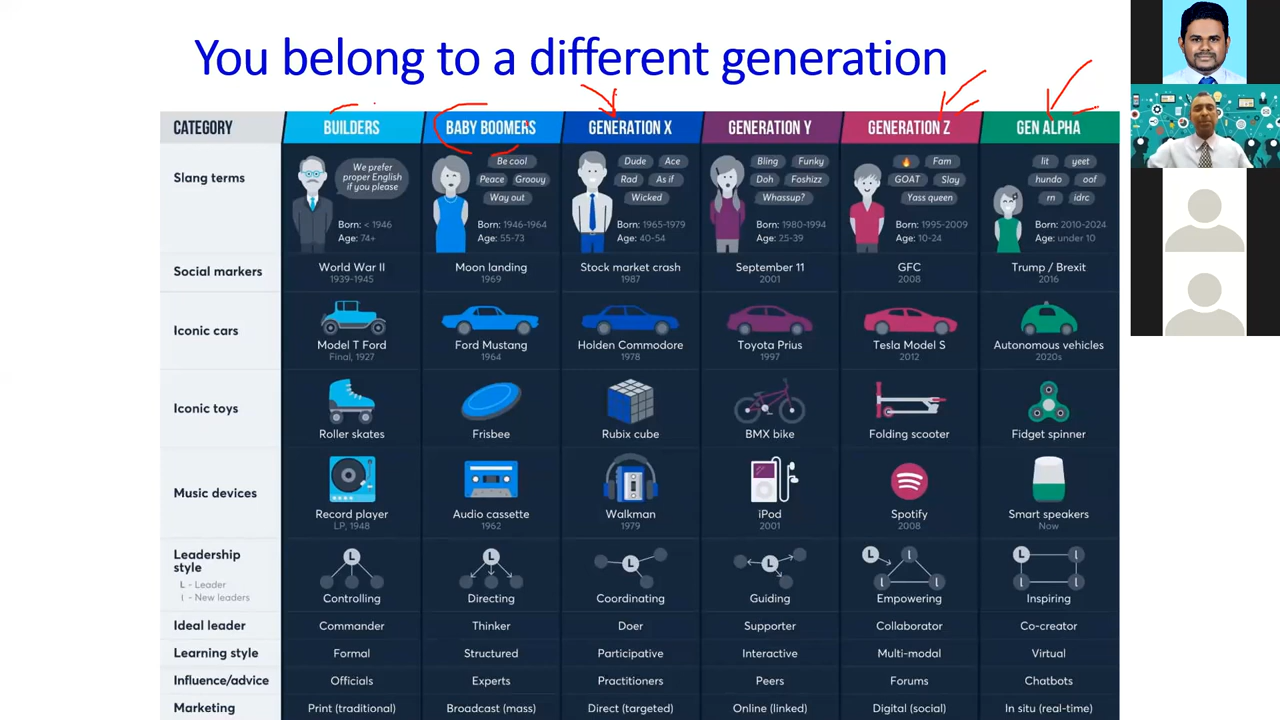 You belong to a different generation
CATEGORY BUILDERS BABY BOOMERS GENERATION X GENERATION Y GENERATION Z GEN ALPHA
Slang terms
We prefer
proper English
if you please
Born: < 1946
Age: 74+
Be cool
Peace Groovy
Way out
Born: 1946-1964
Age: 55-73
Dude Ace
Rad As if
Wicked
Born: 1965-1979
Age: 40-54
Bling Funky
Doh Foshizz
Whassup?
Born: 1980-1994
Age: 25-39
Fam
GOAT Slay
Yass queen
Born: 1995-2009
Age: 10-24
lit yeet
hundo oof
rn idrc
Born: 2010-2024
Age: under 10
Social markers World War II Moon landing Stock market crash September 11 GFC Trump / Brexit
1939-1945 1969 1987 2001 2008 2016
Iconic cars
Model T Ford Ford Mustang Holden Commodore Toyota Prius Tesla Model S Autonomous vehicles
Final, 1927 1964 1978 1997 2012 2020s
Iconic toys
Roller skates Frisbee Rubix cube BMX bike Folding scooter Fidget spinner
Music devices
Record player Audio cassette Walkman iPod Spotify Smart speakers
LP, 1948 1962 1979 2001 2008 Now
Leadership
style
L - Leader
l - New leaders
L L L L L l l l L l l l
Controlling Directing Coordinating Guiding Empowering Inspiring
Ideal leader Commander Thinker Doer Supporter Collaborator Co-creator
Learning style Formal Structured Participative Interactive Multi-modal Virtual
Influence/advice Officials Experts Practitioners Peers Forums Chatbots
Marketing Print (traditional) Broadcast (mass) Direct (targeted) Online (linked) Digital (social) In situ (real-time)